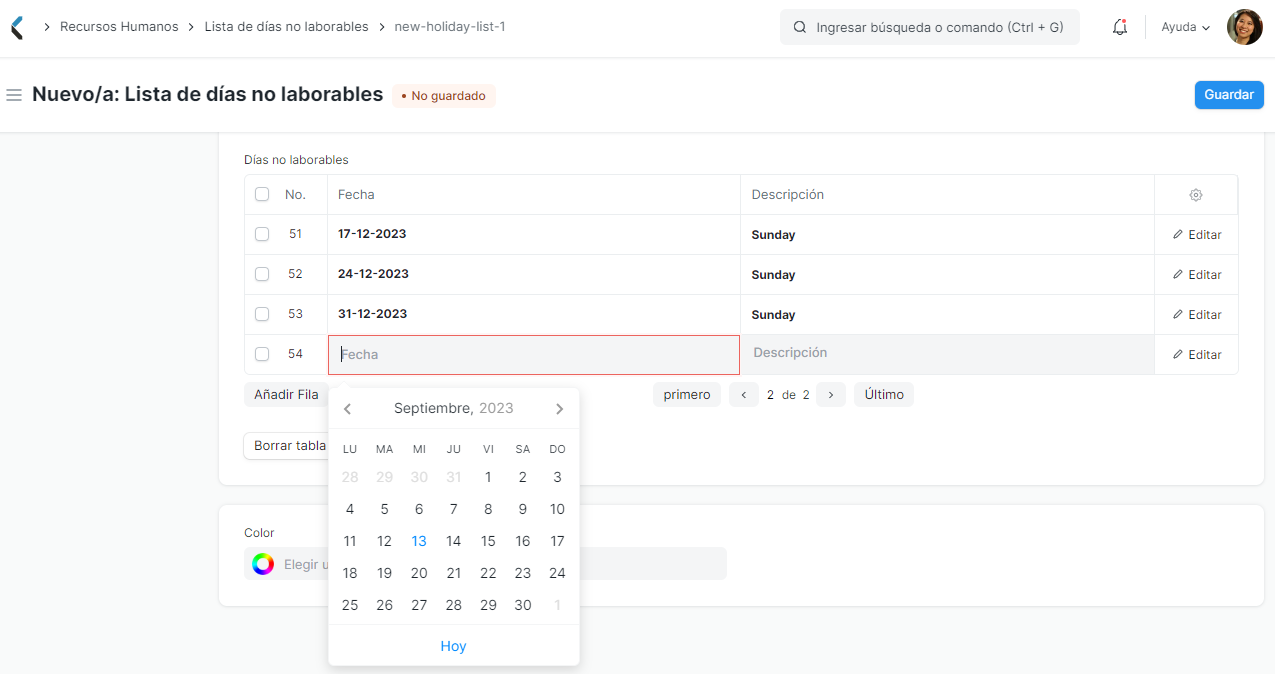 Recursos Humanos Lista de días no laborables new-holiday-list-1 Ingresar búsqueda o comando (Ctrl + G) Ayuda
Nuevo/a: Lista de días no laborables • No guardado Guardar
Días no laborables
No. Fecha Descripción
51 17-12-2023 Sunday Editar
52 24-12-2023 Sunday Editar
53 31-12-2023 Sunday Editar
54 Fecha Descripción Editar
Añadir Fila primero ‹ 2 de 2 › Último
Septiembre, 2023
Borrar tabla
LU MA MI JU VI SA DO
28 29 30 31 1 2 3
4 5 6 7 8 9 10
11 12 13 14 15 16 17
18 19 20 21 22 23 24
25 26 27 28 29 30 1
Hoy
Color
Elegir u